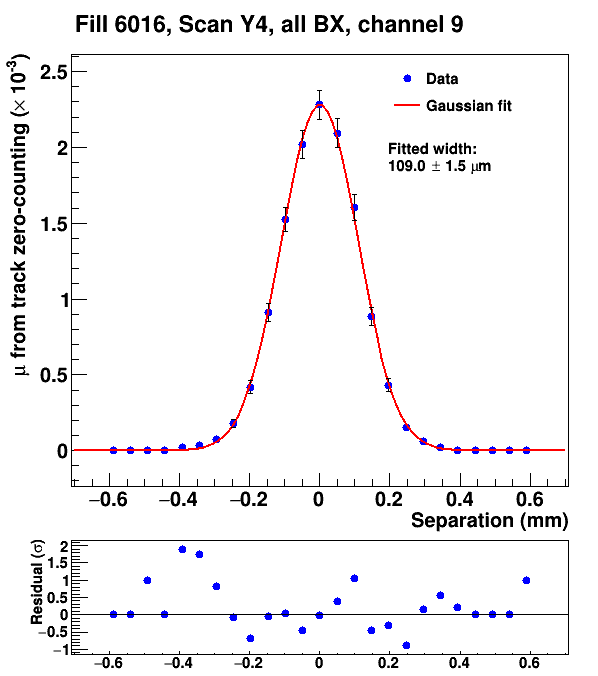 Fill 6016, Scan Y4, all BX, channel 9
μ from track zero-counting (× 10⁻³)
2.5
2
1.5
1
0.5
0
Data
Gaussian fit
Fitted width:
109.0 ± 1.5 μm
−0.6 −0.4 −0.2 0 0.2 0.4 0.6
Separation (mm)
Residual (σ)
2
1.5
1
0.5
0
−0.5
−1
−0.6 −0.4 −0.2 0 0.2 0.4 0.6